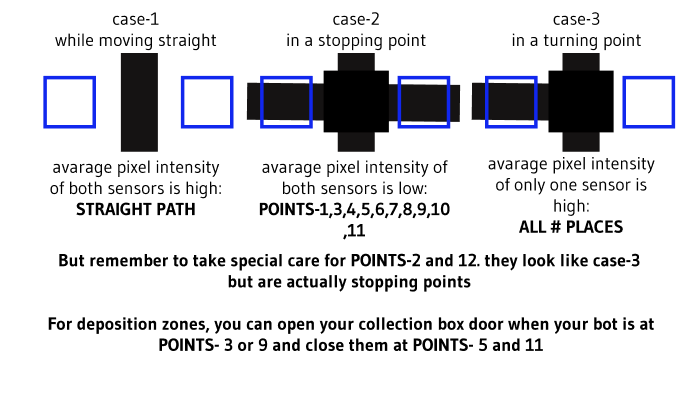 case-1
while moving straight
case-2
in a stopping point
case-3
in a turning point
avarage pixel intensity
of both sensors is high:
STRAIGHT PATH
avarage pixel intensity of
both sensors is low:
POINTS-1,3,4,5,6,7,8,9,10
,11
avarage pixel intensity
of only one sensor is
high:
ALL # PLACES
But remember to take special care for POINTS-2 and 12. they look like case-3
but are actually stopping points
For deposition zones, you can open your collection box door when your bot is at
POINTS- 3 or 9 and close them at POINTS- 5 and 11